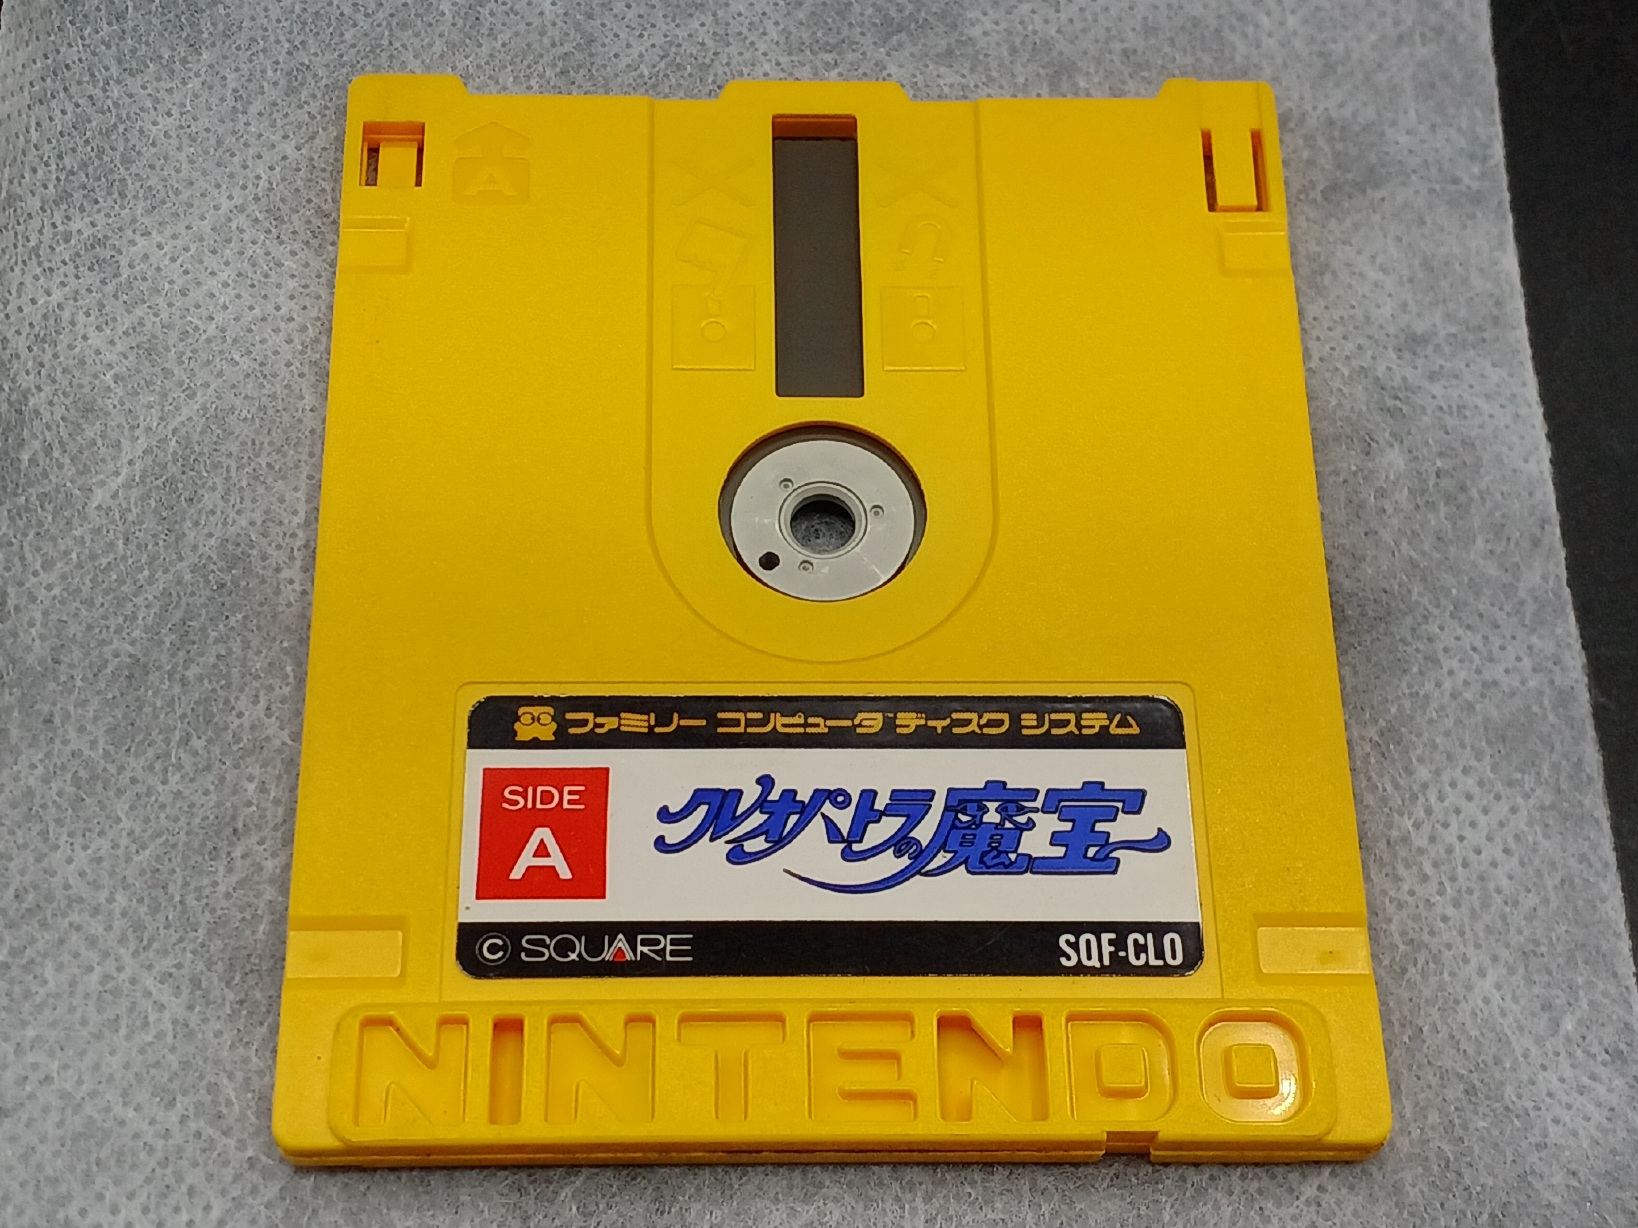 A
ファミリー コンピュータ ディスク システム
SIDE
A
クレオパトラの魔宝
© SQUARE
SQF-CLO
NINTENDO